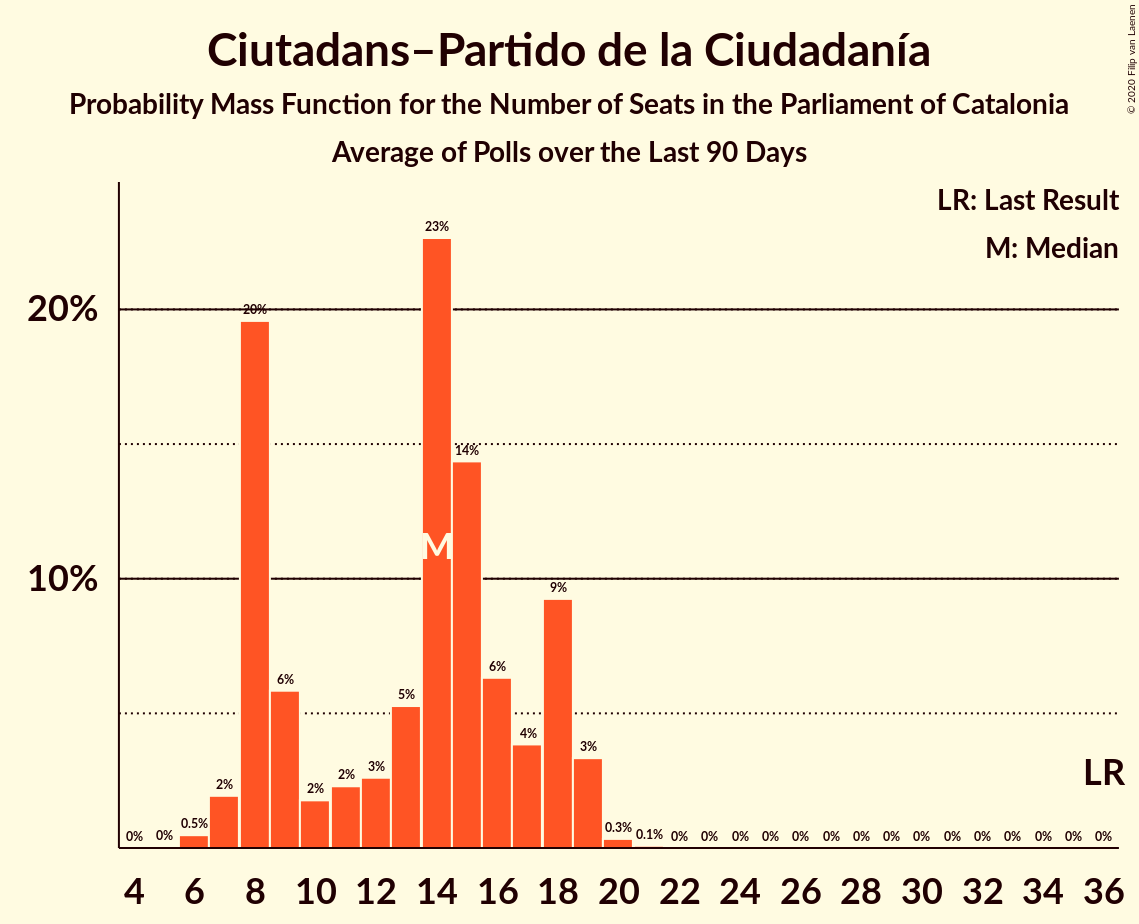 Ciutadans–Partido de la Ciudadanía
Probability Mass Function for the Number of Seats in the Parliament of Catalonia
Average of Polls over the Last 90 Days
© 2020 Filip van Laenen
LR: Last Result
M: Median
20%
10%
0% 0% 0.5% 2% 20% 6% 2% 2% 3% 5% 23% 14% 6% 4% 9% 3% 0.3% 0.1% 0% 0% 0% 0% 0% 0% 0% 0% 0% 0% 0% 0% 0% 0% 0%
M
LR
4 6 8 10 12 14 16 18 20 22 24 26 28 30 32 34 36